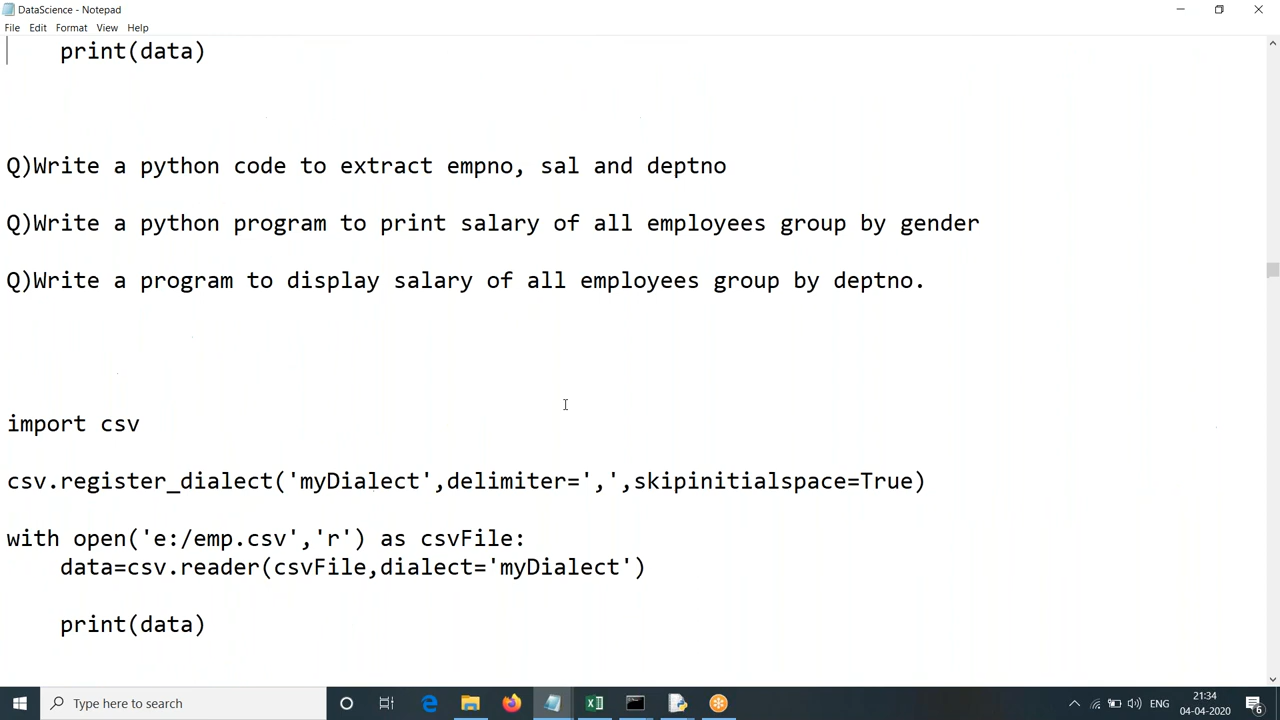 DataScience - Notepad
File Edit Format View Help
print(data)
Q)Write a python code to extract empno, sal and deptno
Q)Write a python program to print salary of all employees group by gender
Q)Write a program to display salary of all employees group by deptno.
import csv
csv.register_dialect('myDialect',delimiter=',',skipinitialspace=True)
with open('e:/emp.csv','r') as csvFile:
data=csv.reader(csvFile,dialect='myDialect')
print(data)
Type here to search
ENG
21:34
04-04-2020
6